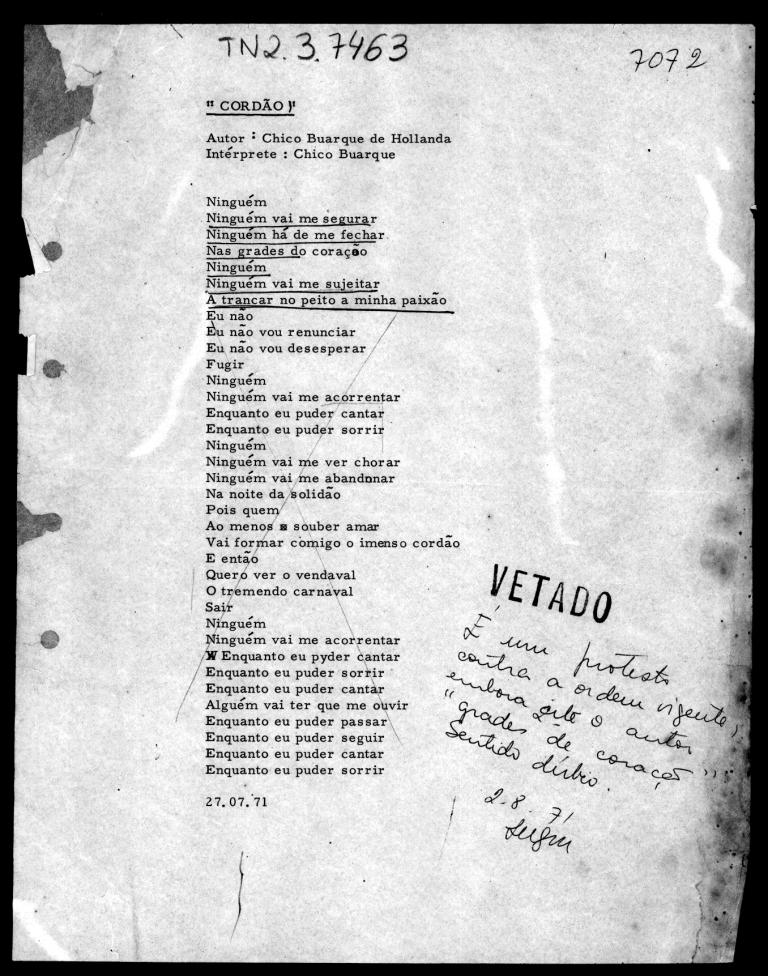 TN2.3.7463
7072
" CORDÃO "
Autor : Chico Buarque de Hollanda
Intérprete : Chico Buarque
Ninguém
Ninguém vai me segurar
Ninguém há de me fechar
Nas grades do coração
Ninguém
Ninguém vai me sujeitar
A trancar no peito a minha paixão
Eu não
Eu não vou renunciar
Eu não vou desesperar
Fugir
Ninguém
Ninguém vai me acorrentar
Enquanto eu puder cantar
Enquanto eu puder sorrir
Ninguém
Ninguém vai me ver chorar
Ninguém vai me abandonar
Na noite da solidão
Pois quem
Ao menos souber amar
Vai formar comigo o imenso cordão
E então
Quero ver o vendaval
O tremendo carnaval
Sair
Ninguém
Ninguém vai me acorrentar
Enquanto eu pyder cantar
Enquanto eu puder sorrir
Enquanto eu puder cantar
Alguém vai ter que me ouvir
Enquanto eu puder passar
Enquanto eu puder seguir
Enquanto eu puder cantar
Enquanto eu puder sorrir
27.07.71
VETADO
É um protesto
contra a ordem vigente,
embora cite o autor
"grades de coração".
Sentido dúbio.
2.8.71